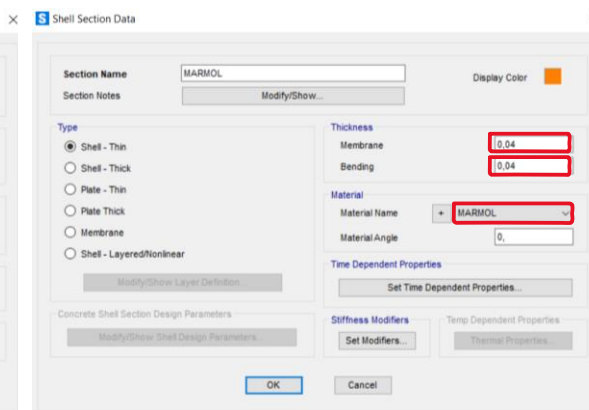 S Shell Section Data
Section Name MARMOL Display Color
Section Notes Modify/Show...
Type
Shell - Thin
Shell - Thick
Plate - Thin
Plate Thick
Membrane
Shell - Layered/Nonlinear
Modify/Show Layer Definition...
Concrete Shell Section Design Parameters
Modify/Show Shell Design Parameters...
Thickness
Membrane 0,04
Bending 0,04
Material
Material Name + MARMOL
Material Angle 0,
Time Dependent Properties
Set Time Dependent Properties...
Stiffness Modifiers
Set Modifiers...
Temp Dependent Properties
Thermal Properties...
OK Cancel